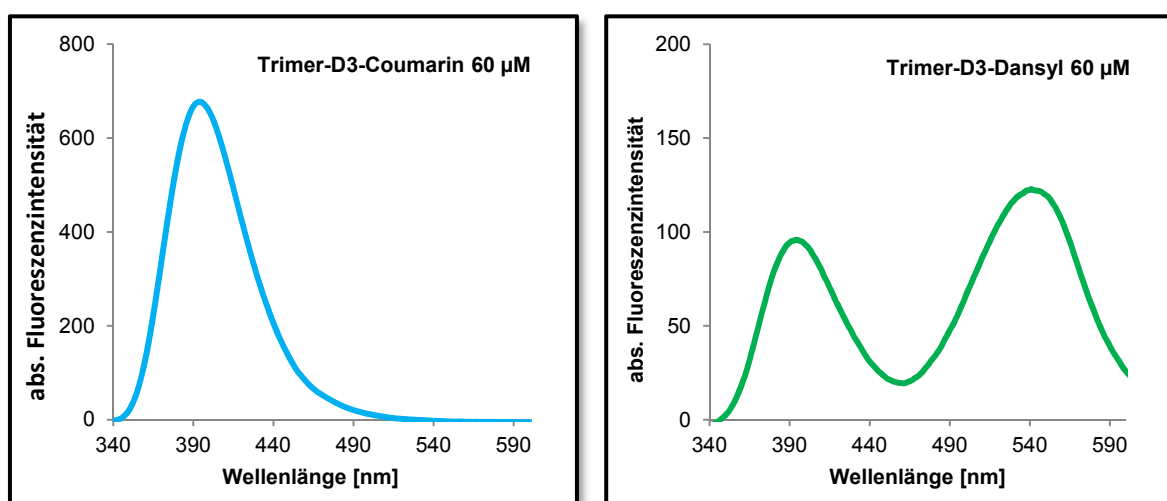 Trimer-D3-Coumarin 60 µM
abs. Fluoreszenzintensität
800
600
400
200
0
340 390 440 490 540 590
Wellenlänge [nm]
Trimer-D3-Dansyl 60 µM
abs. Fluoreszenzintensität
200
150
100
50
0
340 390 440 490 540 590
Wellenlänge [nm]